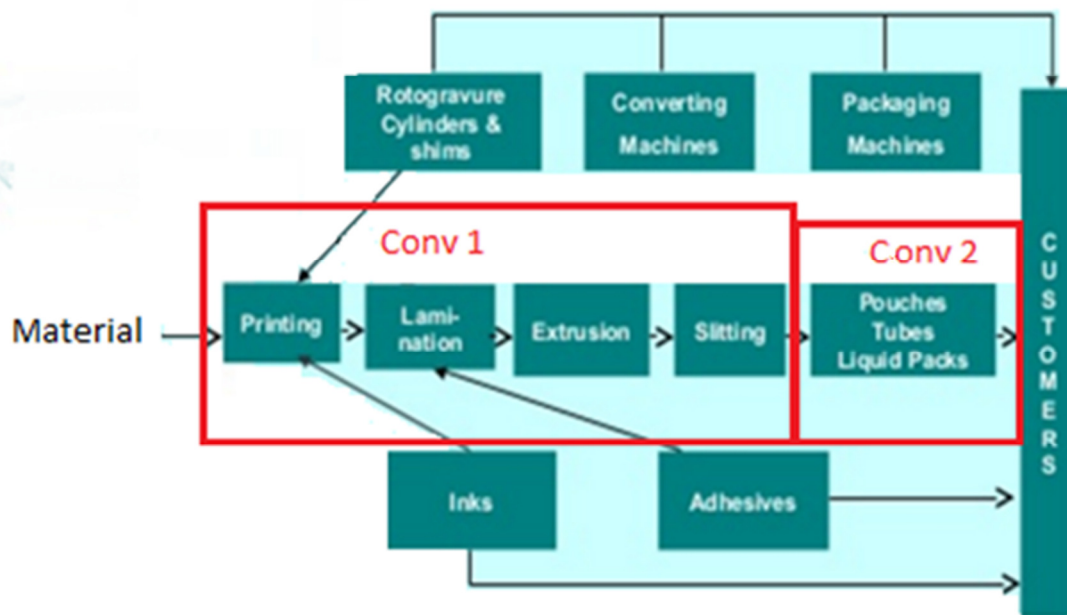 Rotogravure
Cylinders &
shims
Converting
Machines
Packaging
Machines
Conv 1
Conv 2
Material
Printing
Lami-
nation
Extrusion
Slitting
Pouches
Tubes
Liquid Packs
Inks
Adhesives
CUSTOMERS